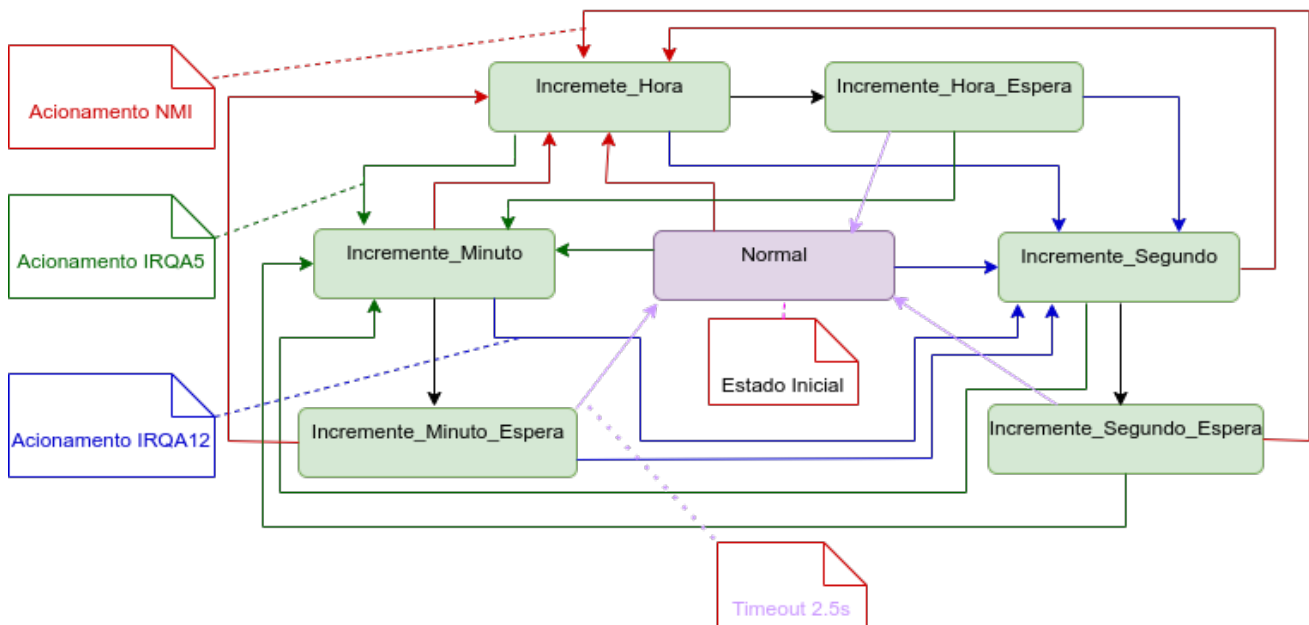 Incremete_Hora
Incremente_Hora_Espera
Acionamento NMI
Incremente_Minuto
Normal
Incremente_Segundo
Acionamento IRQA5
Estado Inicial
Incremente_Minuto_Espera
Incremente_Segundo_Espera
Acionamento IRQA12
Timeout 2.5s